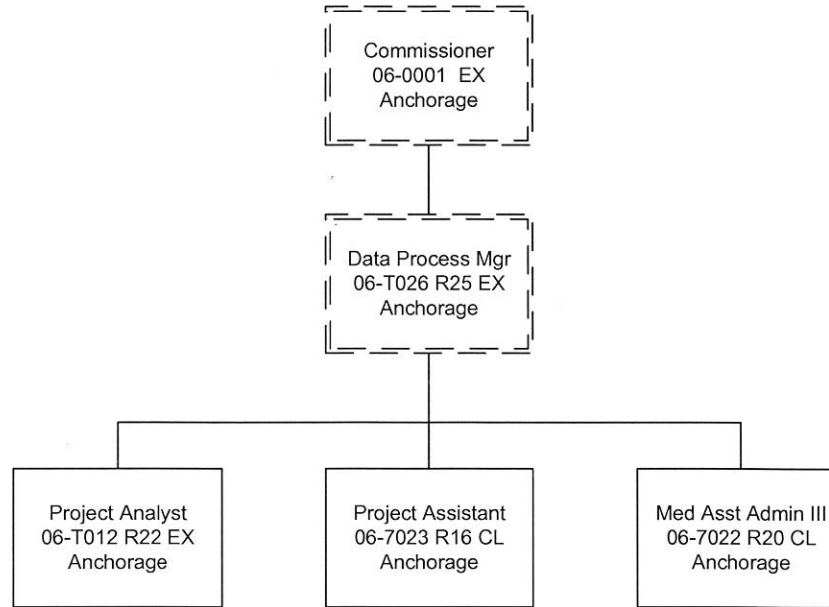 Commissioner
06-0001 EX
Anchorage
Data Process Mgr
06-T026 R25 EX
Anchorage
Project Analyst
06-T012 R22 EX
Anchorage
Project Assistant
06-7023 R16 CL
Anchorage
Med Asst Admin III
06-7022 R20 CL
Anchorage